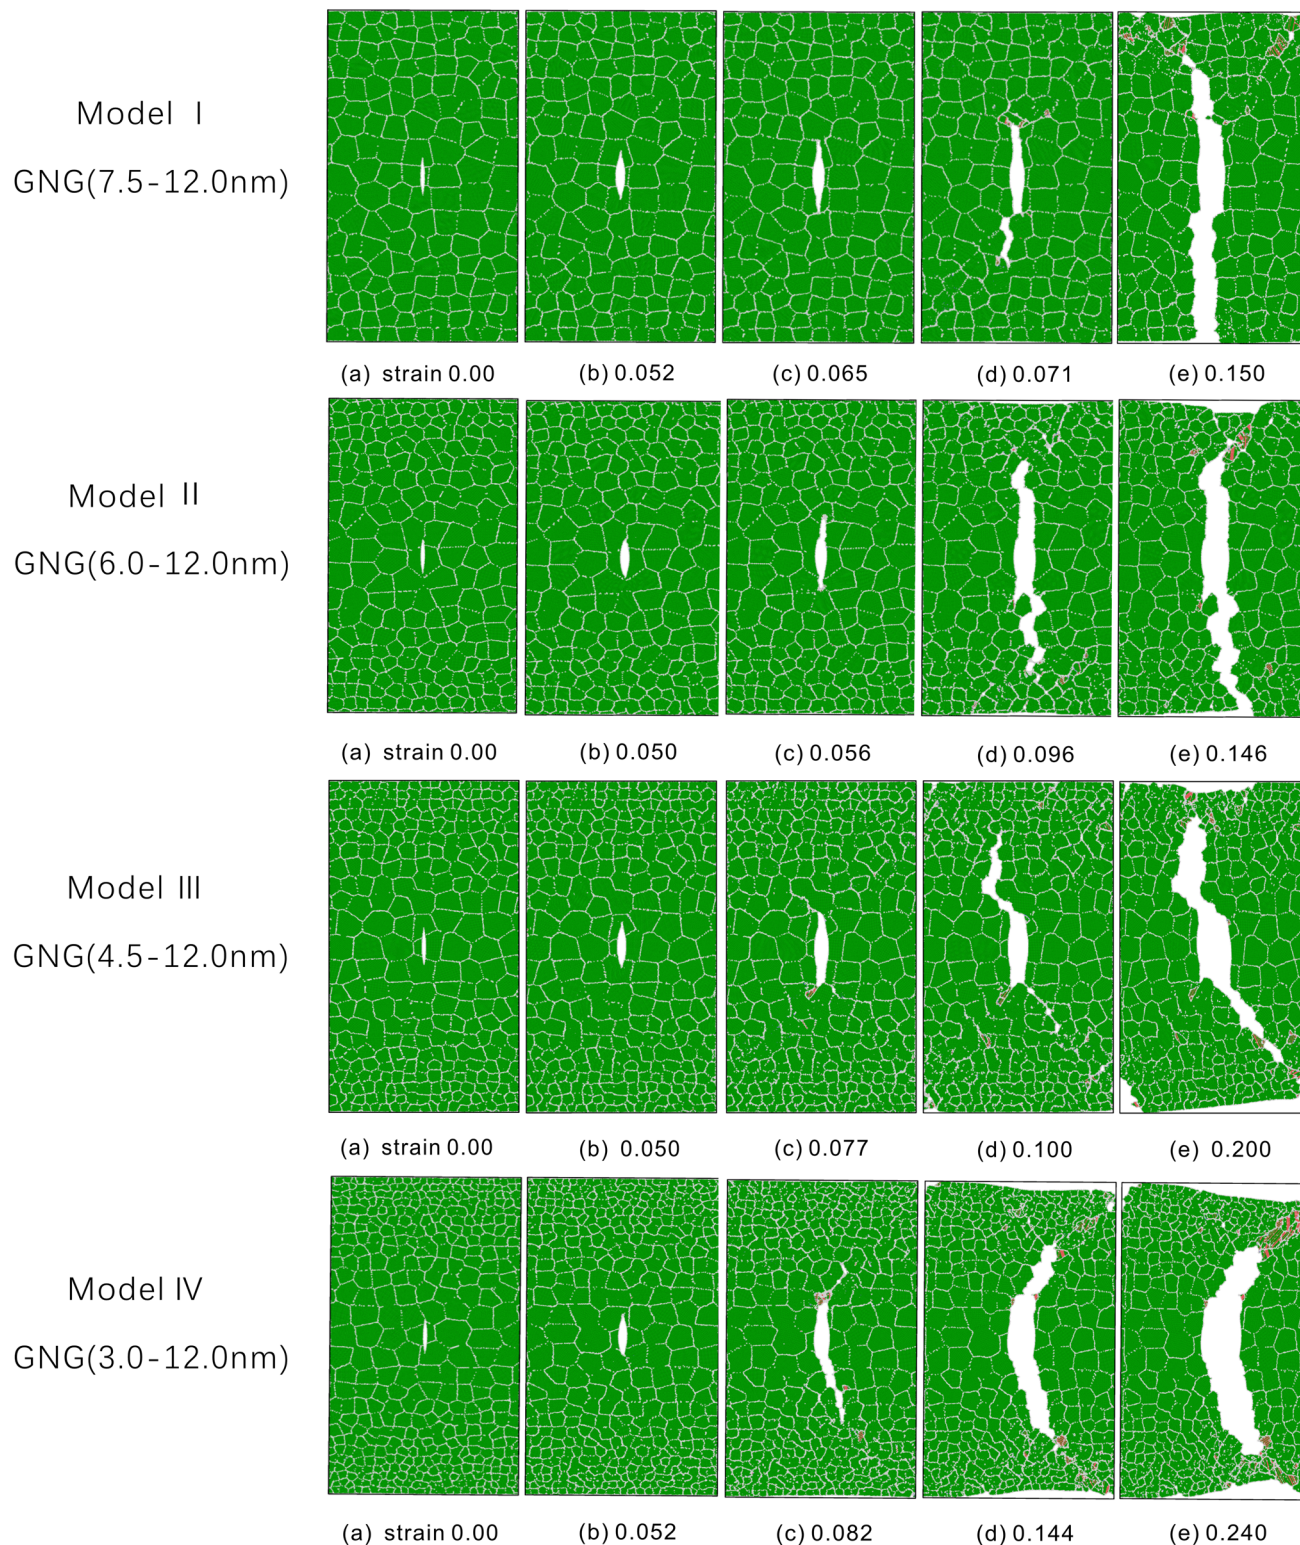 Model I
GNG(7.5-12.0nm)
(a) strain 0.00
(b) 0.052
(c) 0.065
(d) 0.071
(e) 0.150
Model II
GNG(6.0-12.0nm)
(a) strain 0.00
(b) 0.050
(c) 0.056
(d) 0.096
(e) 0.146
Model III
GNG(4.5-12.0nm)
(a) strain 0.00
(b) 0.050
(c) 0.077
(d) 0.100
(e) 0.200
Model IV
GNG(3.0-12.0nm)
(a) strain 0.00
(b) 0.052
(c) 0.082
(d) 0.144
(e) 0.240